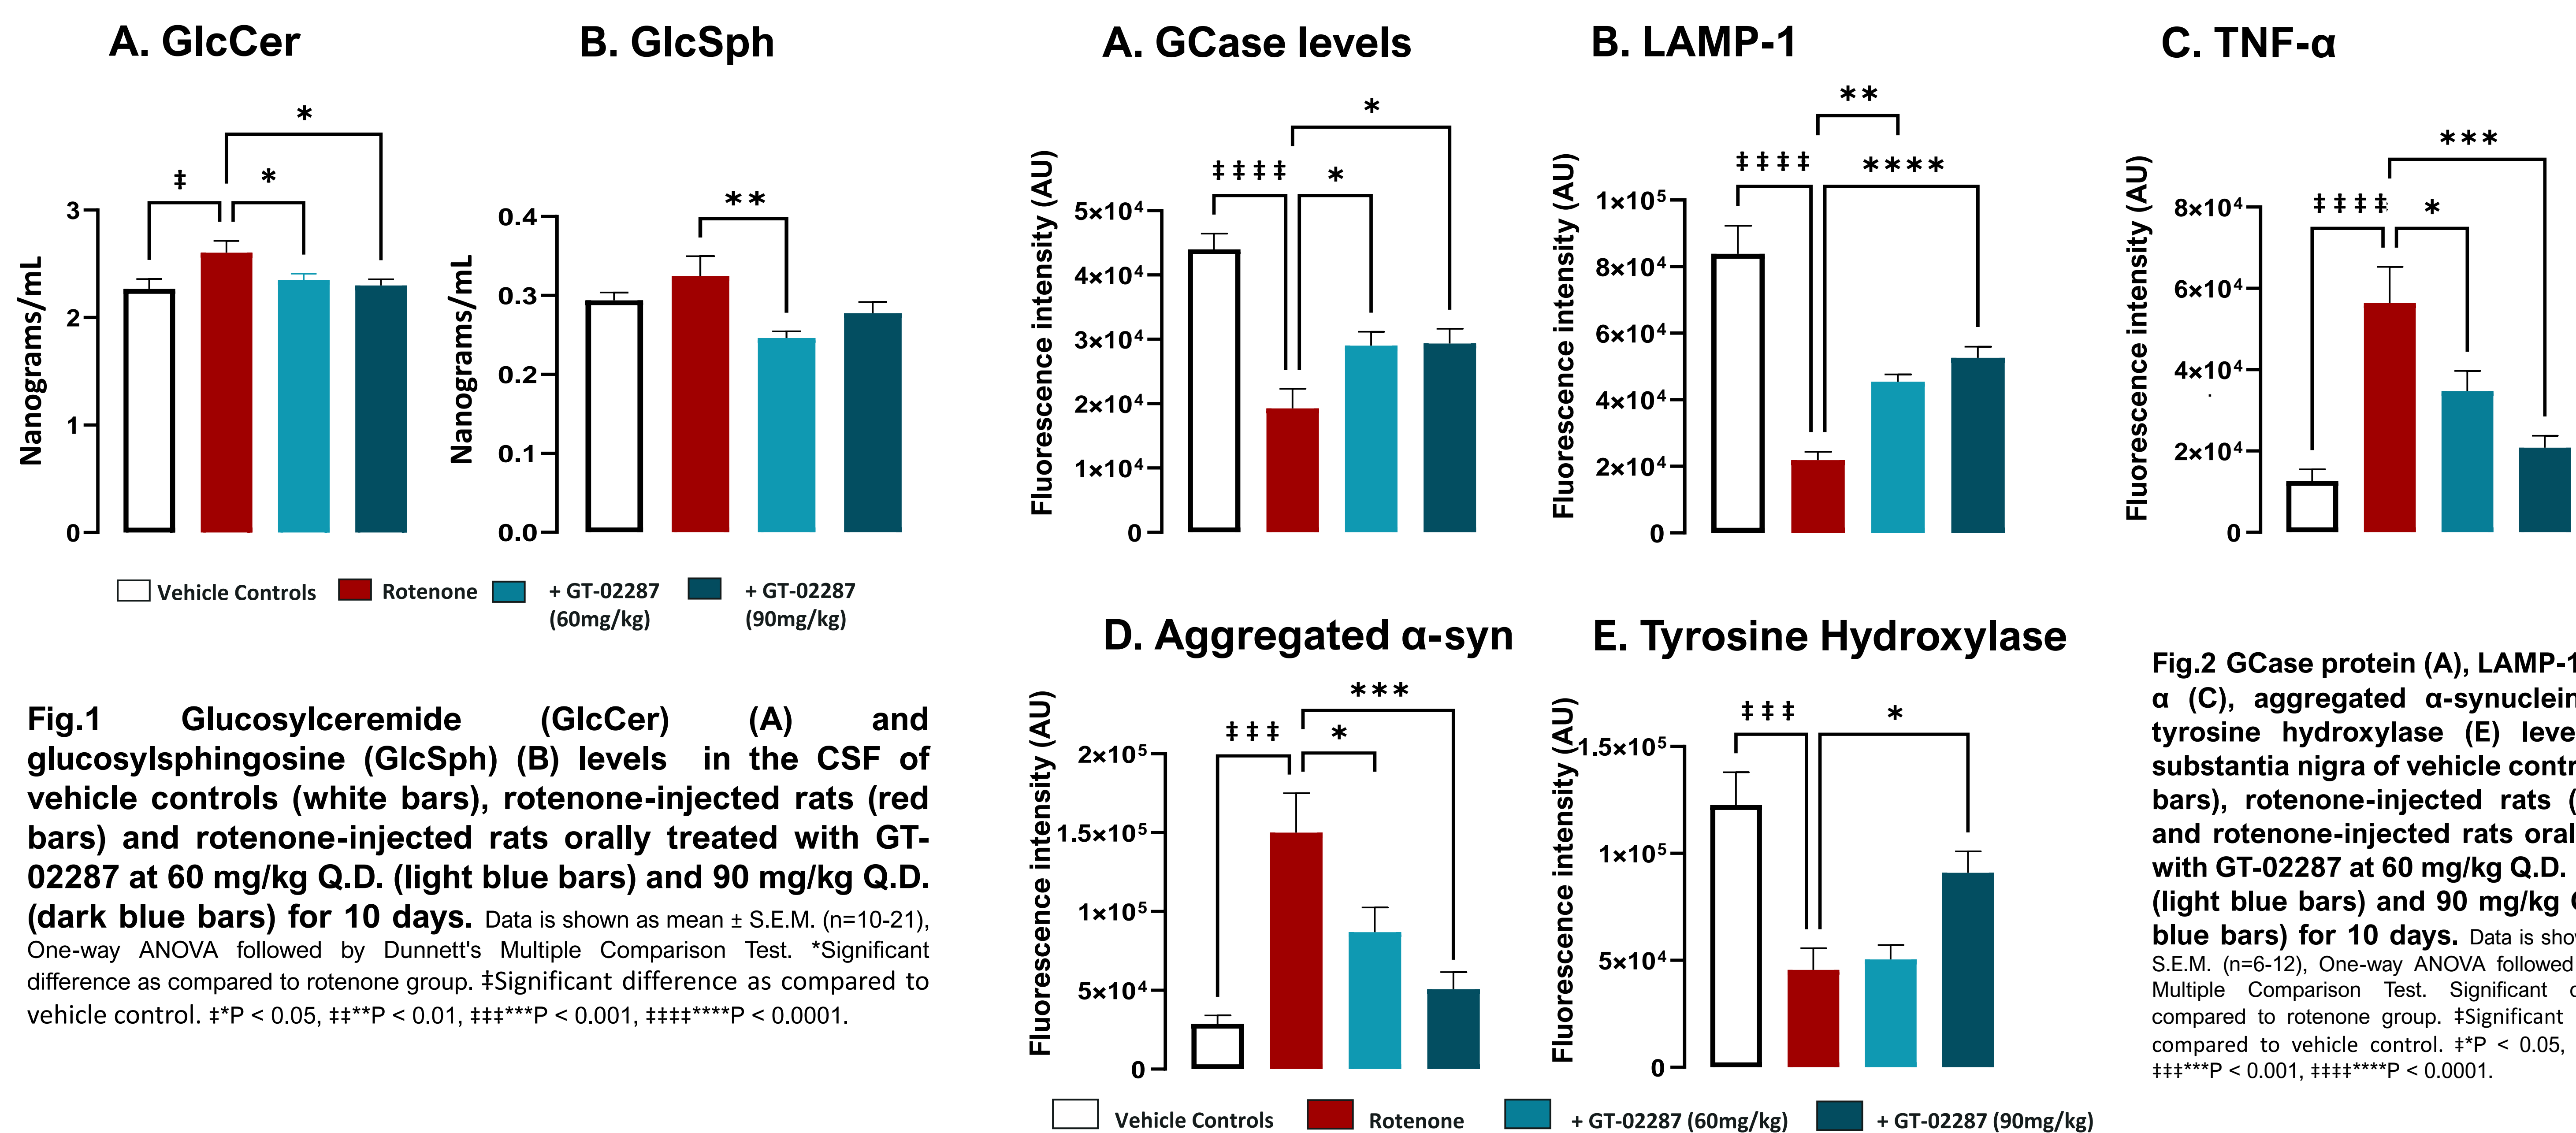 A. GlcCer
B. GlcSph
*
‡
*
3
2
1
0
Nanograms/mL
**
0.4
0.3
0.2
0.1
0.0
Nanograms/mL
Vehicle Controls
Rotenone
+ GT-02287
(60mg/kg)
+ GT-02287
(90mg/kg)
Fig.1 Glucosylceremide (GlcCer) (A) and
glucosylsphingosine (GlcSph) (B) levels in the CSF of
vehicle controls (white bars), rotenone-injected rats (red
bars) and rotenone-injected rats orally treated with GT-
02287 at 60 mg/kg Q.D. (light blue bars) and 90 mg/kg Q.D.
(dark blue bars) for 10 days. Data is shown as mean ± S.E.M. (n=10-21),
One-way ANOVA followed by Dunnett's Multiple Comparison Test. *Significant
difference as compared to rotenone group. ‡Significant difference as compared to
vehicle control. ‡*P < 0.05, ‡‡**P < 0.01, ‡‡‡***P < 0.001, ‡‡‡‡****P < 0.0001.
A. GCase levels
*
‡‡‡‡
*
5×10⁴
4×10⁴
3×10⁴
2×10⁴
1×10⁴
0
Fluorescence intensity (AU)
B. LAMP-1
**
‡‡‡‡
****
1×10⁵
8×10⁴
6×10⁴
4×10⁴
2×10⁴
0
Fluorescence intensity (AU)
C. TNF-α
***
‡‡‡‡
*
8×10⁴
6×10⁴
4×10⁴
2×10⁴
0
Fluorescence intensity (AU)
D. Aggregated α-syn
***
‡‡‡
*
2×10⁵
1.5×10⁵
1×10⁵
5×10⁴
0
Fluorescence intensity (AU)
E. Tyrosine Hydroxylase
‡‡‡
*
1.5×10⁵
1×10⁵
5×10⁴
0
Fluorescence intensity (AU)
Vehicle Controls
Rotenone
+ GT-02287 (60mg/kg)
+ GT-02287 (90mg/kg)
Fig.2 GCase protein (A), LAMP-1
α (C), aggregated α-synuclein
tyrosine hydroxylase (E) leve
substantia nigra of vehicle contr
bars), rotenone-injected rats (
and rotenone-injected rats oral
with GT-02287 at 60 mg/kg Q.D.
(light blue bars) and 90 mg/kg
blue bars) for 10 days. Data is sho
S.E.M. (n=6-12), One-way ANOVA followed
Multiple Comparison Test. Significant
compared to rotenone group. ‡Significant
compared to vehicle control. ‡*P < 0.05,
‡‡‡***P < 0.001, ‡‡‡‡****P < 0.0001.